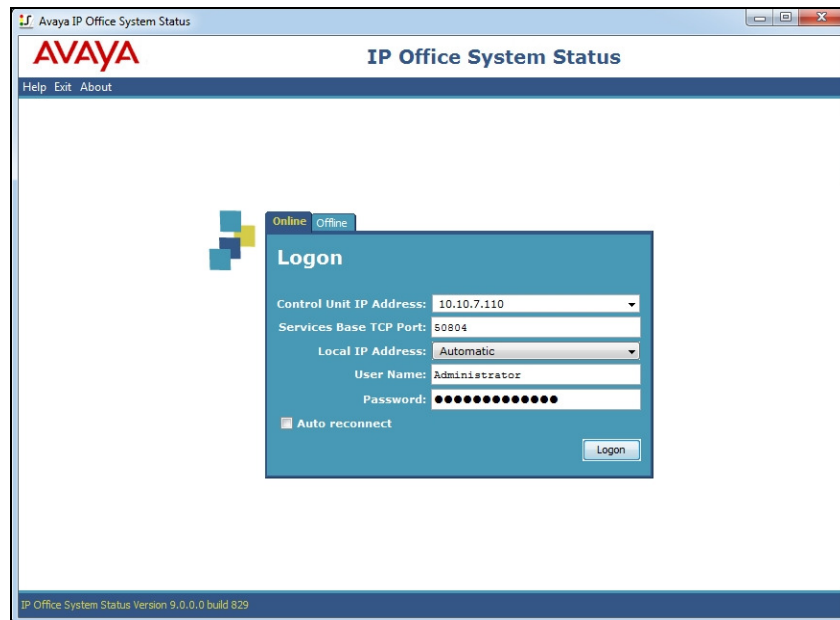 Avaya IP Office System Status
AVAYA
IP Office System Status
Help Exit About
Online Offline
Logon
Control Unit IP Address: 10.10.7.110
Services Base TCP Port: 50804
Local IP Address: Automatic
User Name: Administrator
Password: ●●●●●●●●●●●●●
Auto reconnect
Logon
IP Office System Status Version 9.0.0.0 build 829